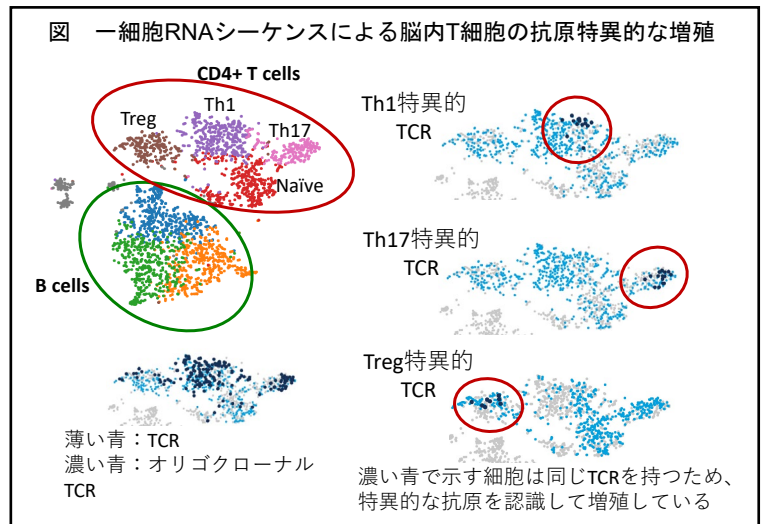 図　一細胞RNAシーケンスによる脳内T細胞の抗原特異的な増殖
CD4+ T cells
Treg
Th1
Th17
Naïve
B cells
薄い青：TCR
濃い青：オリゴクローナル
TCR
Th1特異的
TCR
Th17特異的
TCR
Treg特異的
TCR
濃い青で示す細胞は同じTCRを持つため、
特異的な抗原を認識して増殖している